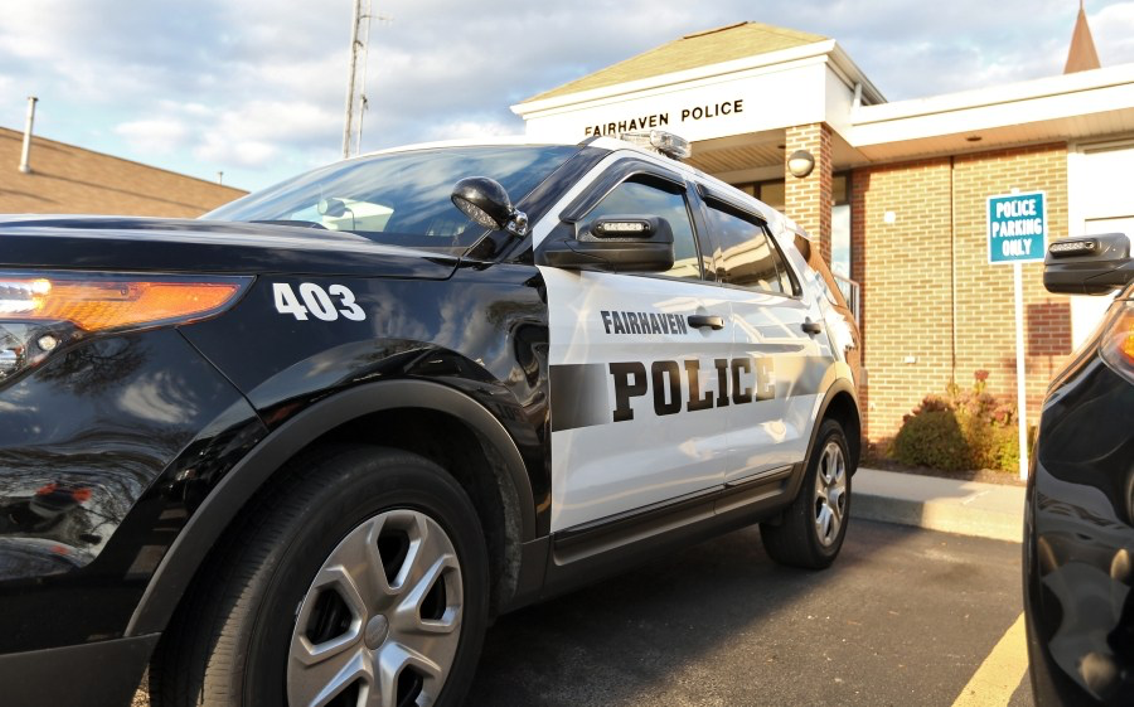 FAIRHAVEN POLICE
POLICE
PARKING
ONLY
403
FAIRHAVEN
POLICE